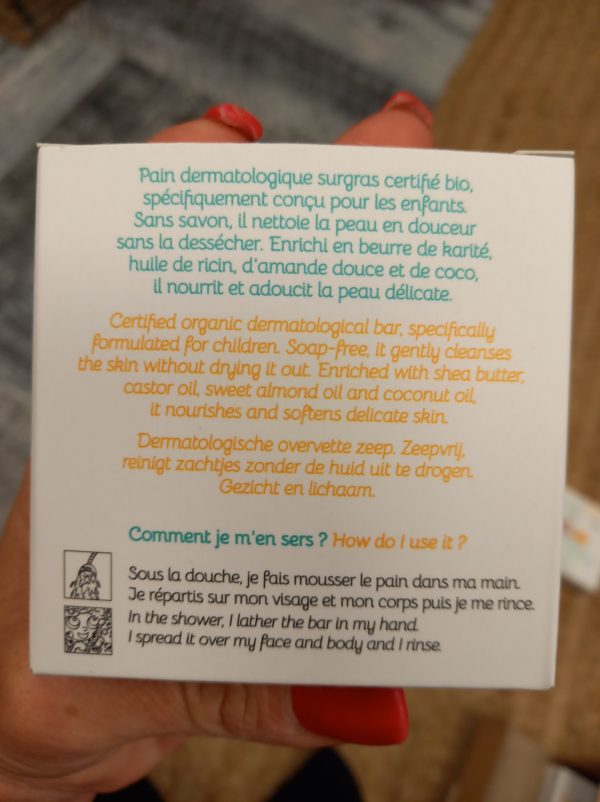 Pain dermatologique surgras certifié bio,
spécifiquement conçu pour les enfants.
Sans savon, il nettoie la peau en douceur
sans la dessécher. Enrichi en beurre de karité,
huile de ricin, d'amande douce et de coco,
il nourrit et adoucit la peau délicate.
Certified organic dermatological bar, specifically
formulated for children. Soap-free, it gently cleanses
the skin without drying it out. Enriched with shea butter,
castor oil, sweet almond oil and coconut oil,
it nourishes and softens delicate skin.
Dermatologische overvette zeep. Zeepvrij,
reinigt zachtjes zonder de huid uit te drogen.
Gezicht en lichaam.
Comment je m'en sers ? How do I use it ?
Sous la douche, je fais mousser le pain dans ma main.
Je répartis sur mon visage et mon corps puis je me rince.
In the shower, I lather the bar in my hand.
I spread it over my face and body and I rinse.